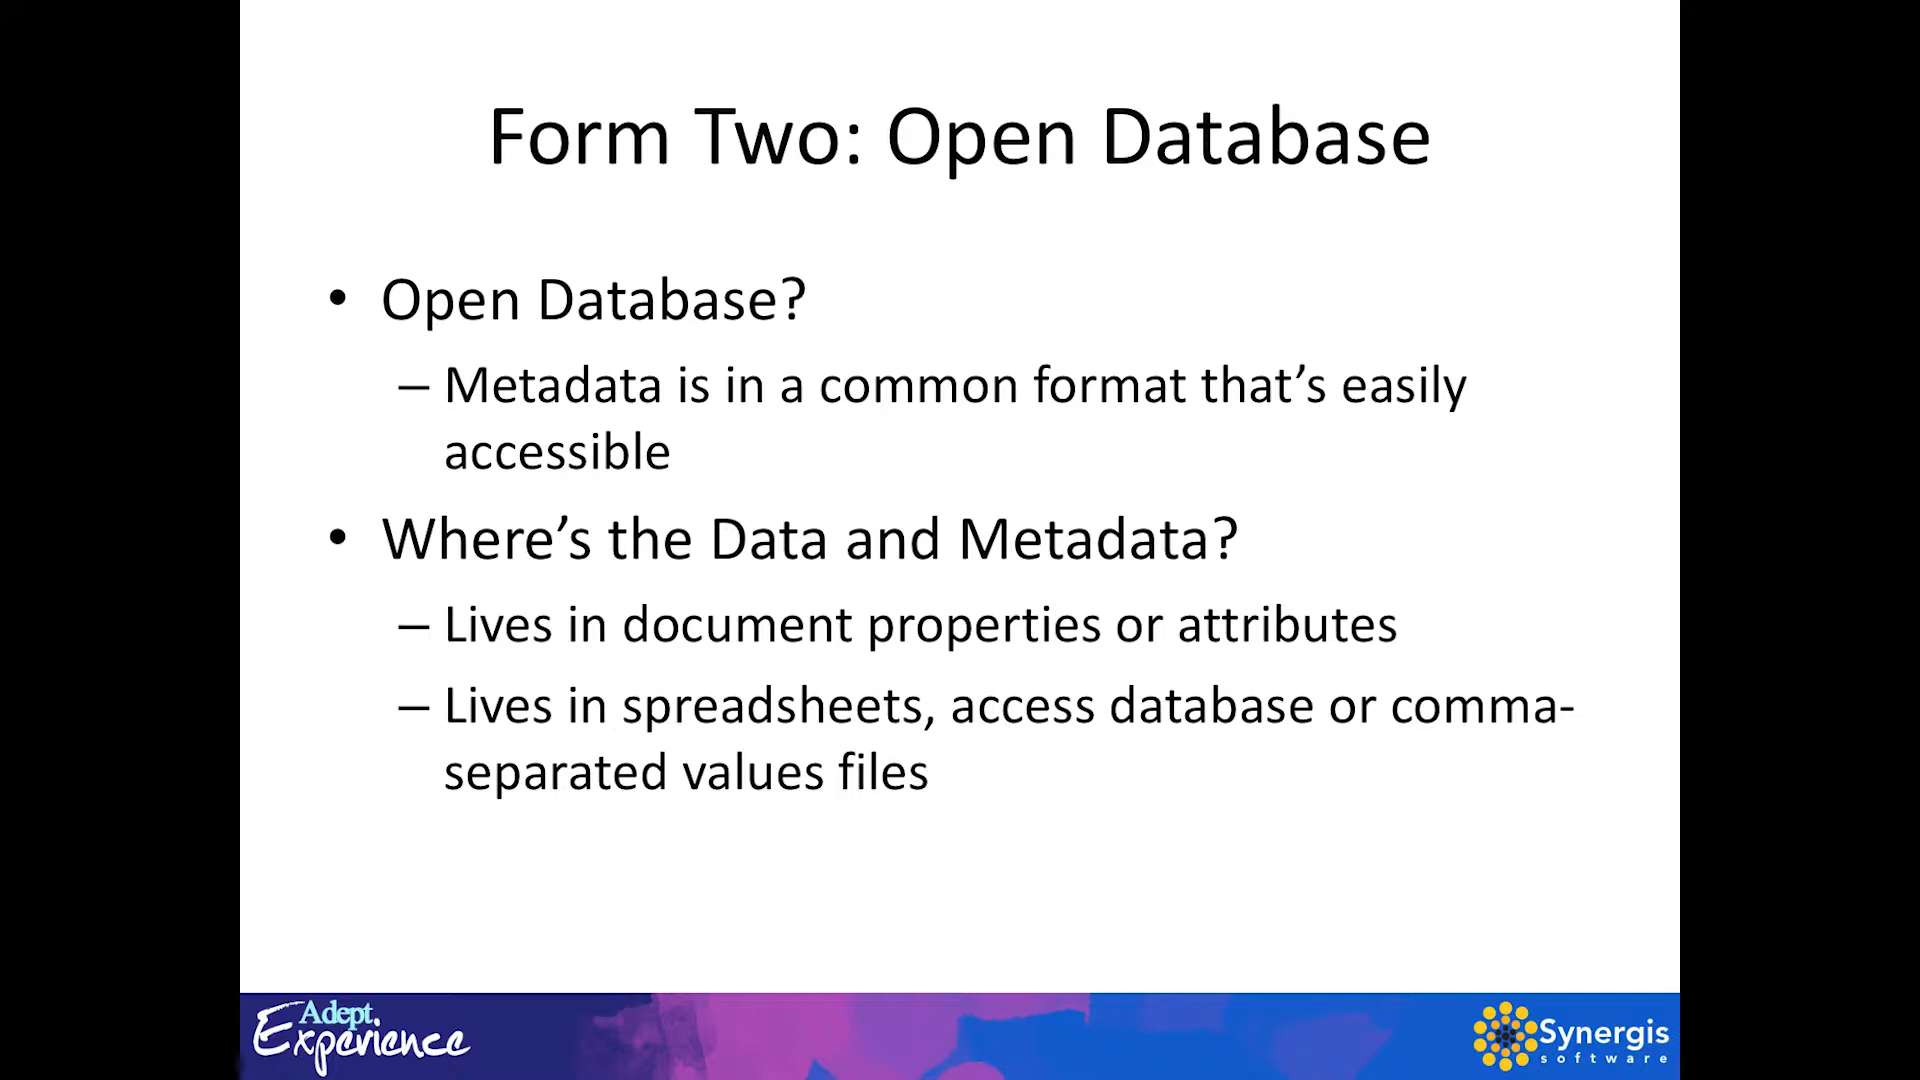 Form Two: Open Database
• Open Database?
– Metadata is in a common format that’s easily
accessible
• Where’s the Data and Metadata?
– Lives in document properties or attributes
– Lives in spreadsheets, access database or comma-
separated values files
Adept
Experience
Synergis
software